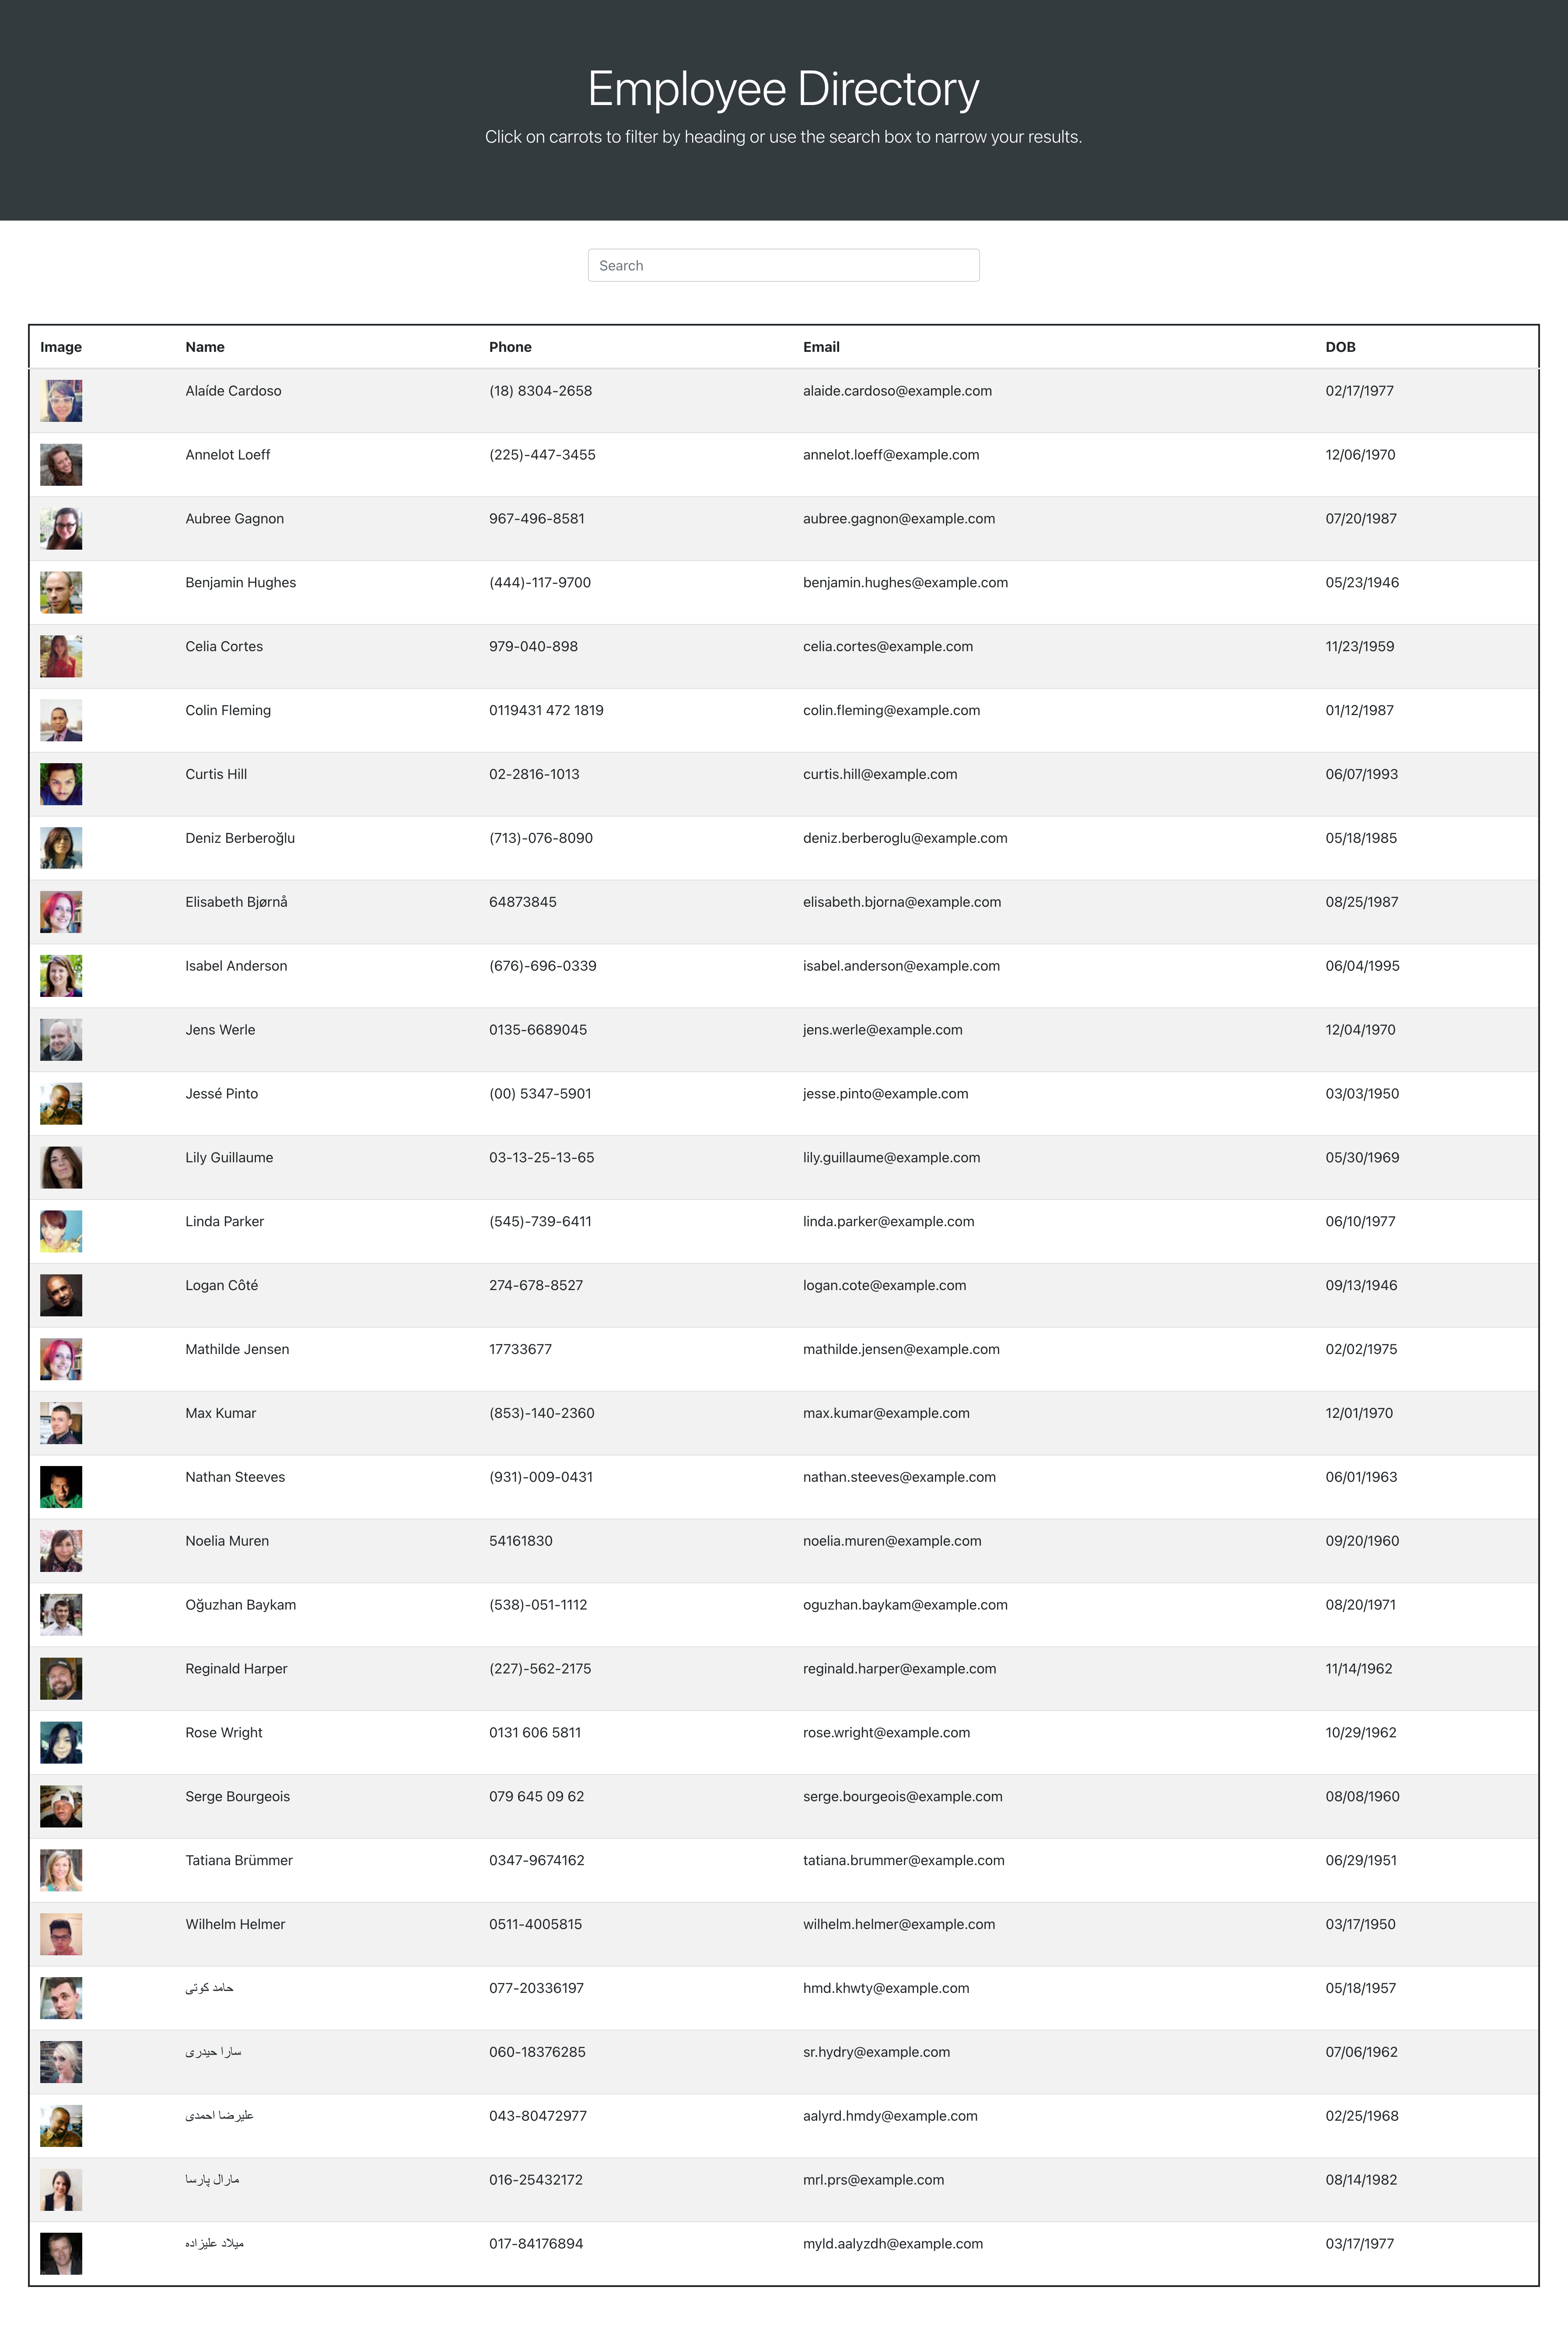 Employee Directory
Click on carrots to filter by heading or use the search box to narrow your results.
Search
Image Name Phone Email DOB
Alaíde Cardoso (18) 8304-2658 alaide.cardoso@example.com 02/17/1977
Annelot Loeff (225)-447-3455 annelot.loeff@example.com 12/06/1970
Aubree Gagnon 967-496-8581 aubree.gagnon@example.com 07/20/1987
Benjamin Hughes (444)-117-9700 benjamin.hughes@example.com 05/23/1946
Celia Cortes 979-040-898 celia.cortes@example.com 11/23/1959
Colin Fleming 0119431 472 1819 colin.fleming@example.com 01/12/1987
Curtis Hill 02-2816-1013 curtis.hill@example.com 06/07/1993
Deniz Berberoğlu (713)-076-8090 deniz.berberoglu@example.com 05/18/1985
Elisabeth Bjørnå 64873845 elisabeth.bjorna@example.com 08/25/1987
Isabel Anderson (676)-696-0339 isabel.anderson@example.com 06/04/1995
Jens Werle 0135-6689045 jens.werle@example.com 12/04/1970
Jessé Pinto (00) 5347-5901 jesse.pinto@example.com 03/03/1950
Lily Guillaume 03-13-25-13-65 lily.guillaume@example.com 05/30/1969
Linda Parker (545)-739-6411 linda.parker@example.com 06/10/1977
Logan Côté 274-678-8527 logan.cote@example.com 09/13/1946
Mathilde Jensen 17733677 mathilde.jensen@example.com 02/02/1975
Max Kumar (853)-140-2360 max.kumar@example.com 12/01/1970
Nathan Steeves (931)-009-0431 nathan.steeves@example.com 06/01/1963
Noelia Muren 54161830 noelia.muren@example.com 09/20/1960
Oğuzhan Baykam (538)-051-1112 oguzhan.baykam@example.com 08/20/1971
Reginald Harper (227)-562-2175 reginald.harper@example.com 11/14/1962
Rose Wright 0131 606 5811 rose.wright@example.com 10/29/1962
Serge Bourgeois 079 645 09 62 serge.bourgeois@example.com 08/08/1960
Tatiana Brümmer 0347-9674162 tatiana.brummer@example.com 06/29/1951
Wilhelm Helmer 0511-4005815 wilhelm.helmer@example.com 03/17/1950
حامد کوتی 077-20336197 hmd.khwty@example.com 05/18/1957
سارا حیدری 060-18376285 sr.hydry@example.com 07/06/1962
علیرضا احمدی 043-80472977 aalyrd.hmdy@example.com 02/25/1968
مارال پارسا 016-25432172 mrl.prs@example.com 08/14/1982
میلاد علیزاده 017-84176894 myld.aalyzdh@example.com 03/17/1977